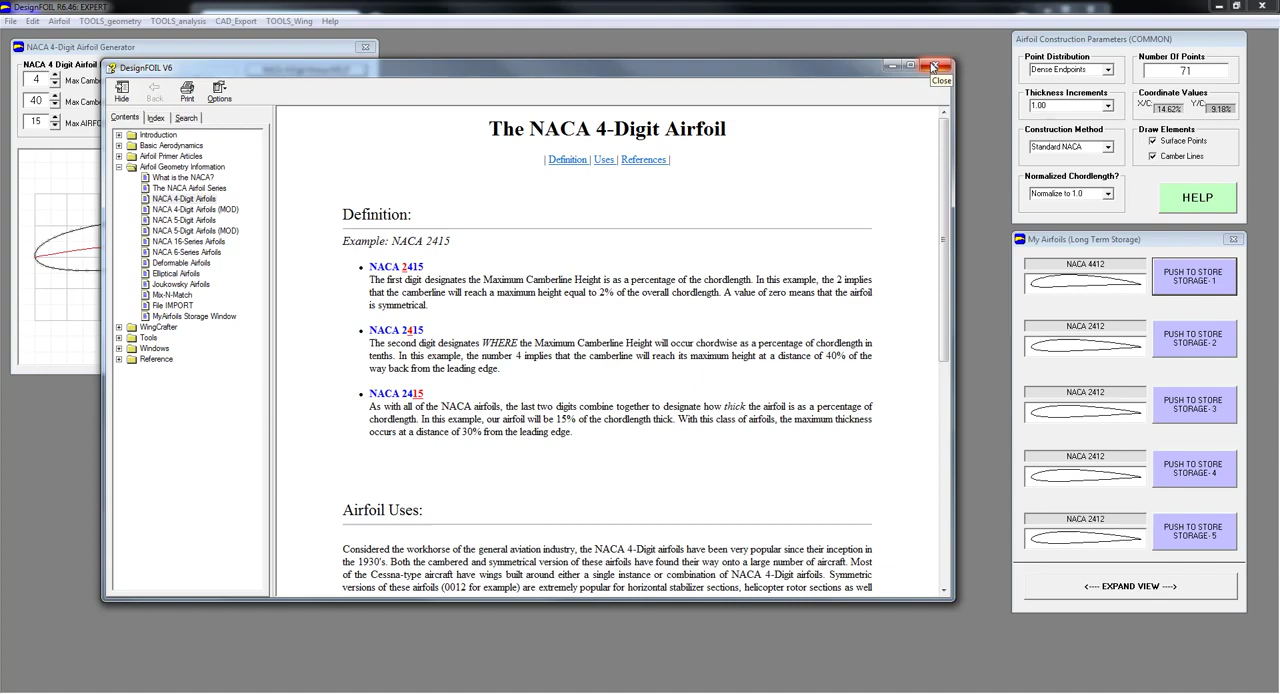 DesignFOIL R6.46: EXPERT
File Edit Airfoil TOOLS_geometry TOOLS_analysis CAD_Export TOOLS_Wing Help
NACA 4-Digit Airfoil Generator
NACA 4 Digit Airfoil
4 Max Cambe
40 Max Cambe
15 Max AIRFO
DesignFOIL V6
Close
Hide Back Print Options
Contents Index Search
Introduction
Basic Aerodynamics
Airfoil Primer Articles
Airfoil Geometry Information
What is the NACA?
The NACA Airfoil Series
NACA 4-Digit Airfoils
NACA 4-Digit Airfoils (MOD)
NACA 5-Digit Airfoils
NACA 5-Digit Airfoils (MOD)
NACA 16-Series Airfoils
NACA 6-Series Airfoils
Deformable Airfoils
Elliptical Airfoils
Joukowsky Airfoils
Mix-N-Match
File IMPORT
MyAirfoils Storage Window
WingCrafter
Tools
Windows
Reference
The NACA 4-Digit Airfoil
| Definition | Uses | References |
Definition:
Example: NACA 2415
NACA 2415
The first digit designates the Maximum Camberline Height is as a percentage of the chordlength. In this example, the 2 implies
that the camberline will reach a maximum height equal to 2% of the overall chordlength. A value of zero means that the airfoil
is symmetrical.
NACA 2415
The second digit designates WHERE the Maximum Camberline Height will occur chordwise as a percentage of chordlength in
tenths. In this example, the number 4 implies that the camberline will reach its maximum height at a distance of 40% of the
way back from the leading edge.
NACA 2415
As with all of the NACA airfoils, the last two digits combine together to designate how thick the airfoil is as a percentage of
chordlength. In this example, our airfoil will be 15% of the chordlength thick. With this class of airfoils, the maximum thickness
occurs at a distance of 30% from the leading edge.
Airfoil Uses:
Considered the workhorse of the general aviation industry, the NACA 4-Digit airfoils have been very popular since their inception in
the 1930's. Both the cambered and symmetrical version of these airfoils have found their way onto a large number of aircraft. Most
of the Cessna-type aircraft have wings built around either a single instance or combination of NACA 4-Digit airfoils. Symmetric
versions of these airfoils (0012 for example) are extremely popular for horizontal stabilizer sections, helicopter rotor sections as well
Airfoil Construction Parameters (COMMON)
Point Distribution
Dense Endpoints
Number Of Points
71
Thickness Increments
1.00
Coordinate Values
X/C: 14.62% Y/C: 9.18%
Construction Method
Standard NACA
Draw Elements
Surface Points
Camber Lines
Normalized Chordlength?
Normalize to 1.0
HELP
My Airfoils (Long Term Storage)
NACA 4412
PUSH TO STORE
STORAGE-1
NACA 2412
PUSH TO STORE
STORAGE-2
NACA 2412
PUSH TO STORE
STORAGE-3
NACA 2412
PUSH TO STORE
STORAGE-4
NACA 2412
PUSH TO STORE
STORAGE-5
<---- EXPAND VIEW ---->